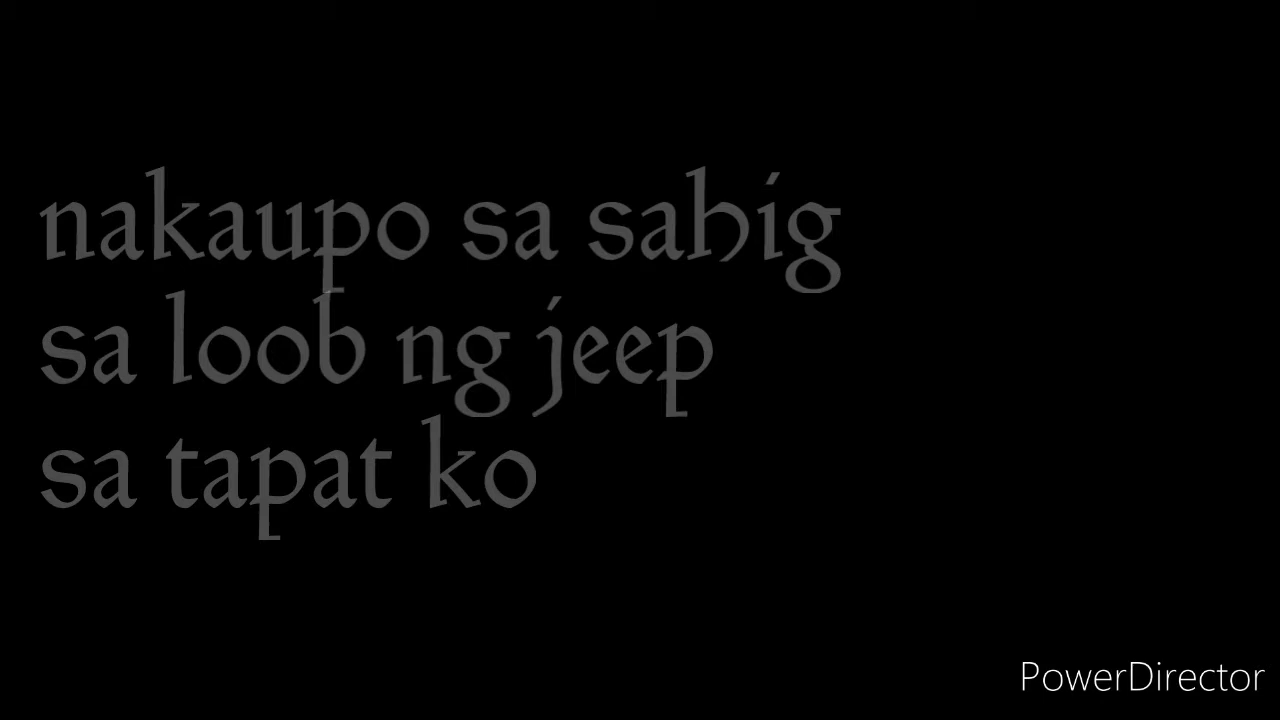 nakaupo sa sahig
sa loob ng jeep
sa tapat ko
PowerDirector